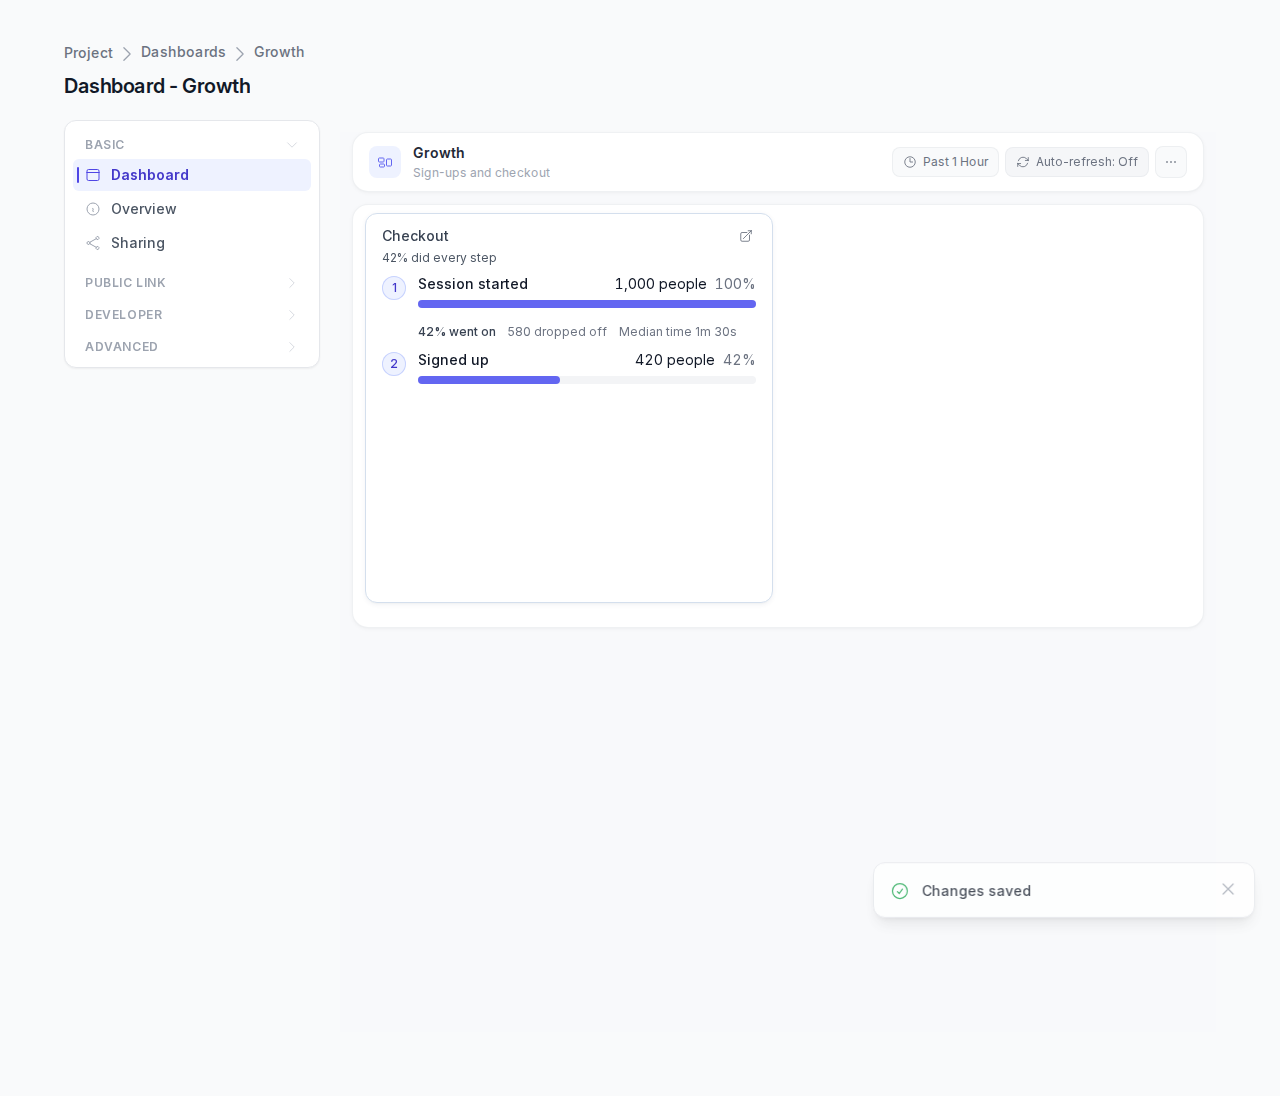 Project Dashboards Growth
Dashboard - Growth
BASIC
Dashboard
Overview
Sharing
PUBLIC LINK
DEVELOPER
ADVANCED
Growth
Sign-ups and checkout
Past 1 Hour
Auto-refresh: Off
Checkout
42% did every step
1 Session started 1,000 people 100%
42% went on 580 dropped off Median time 1m 30s
2 Signed up 420 people 42%
Changes saved